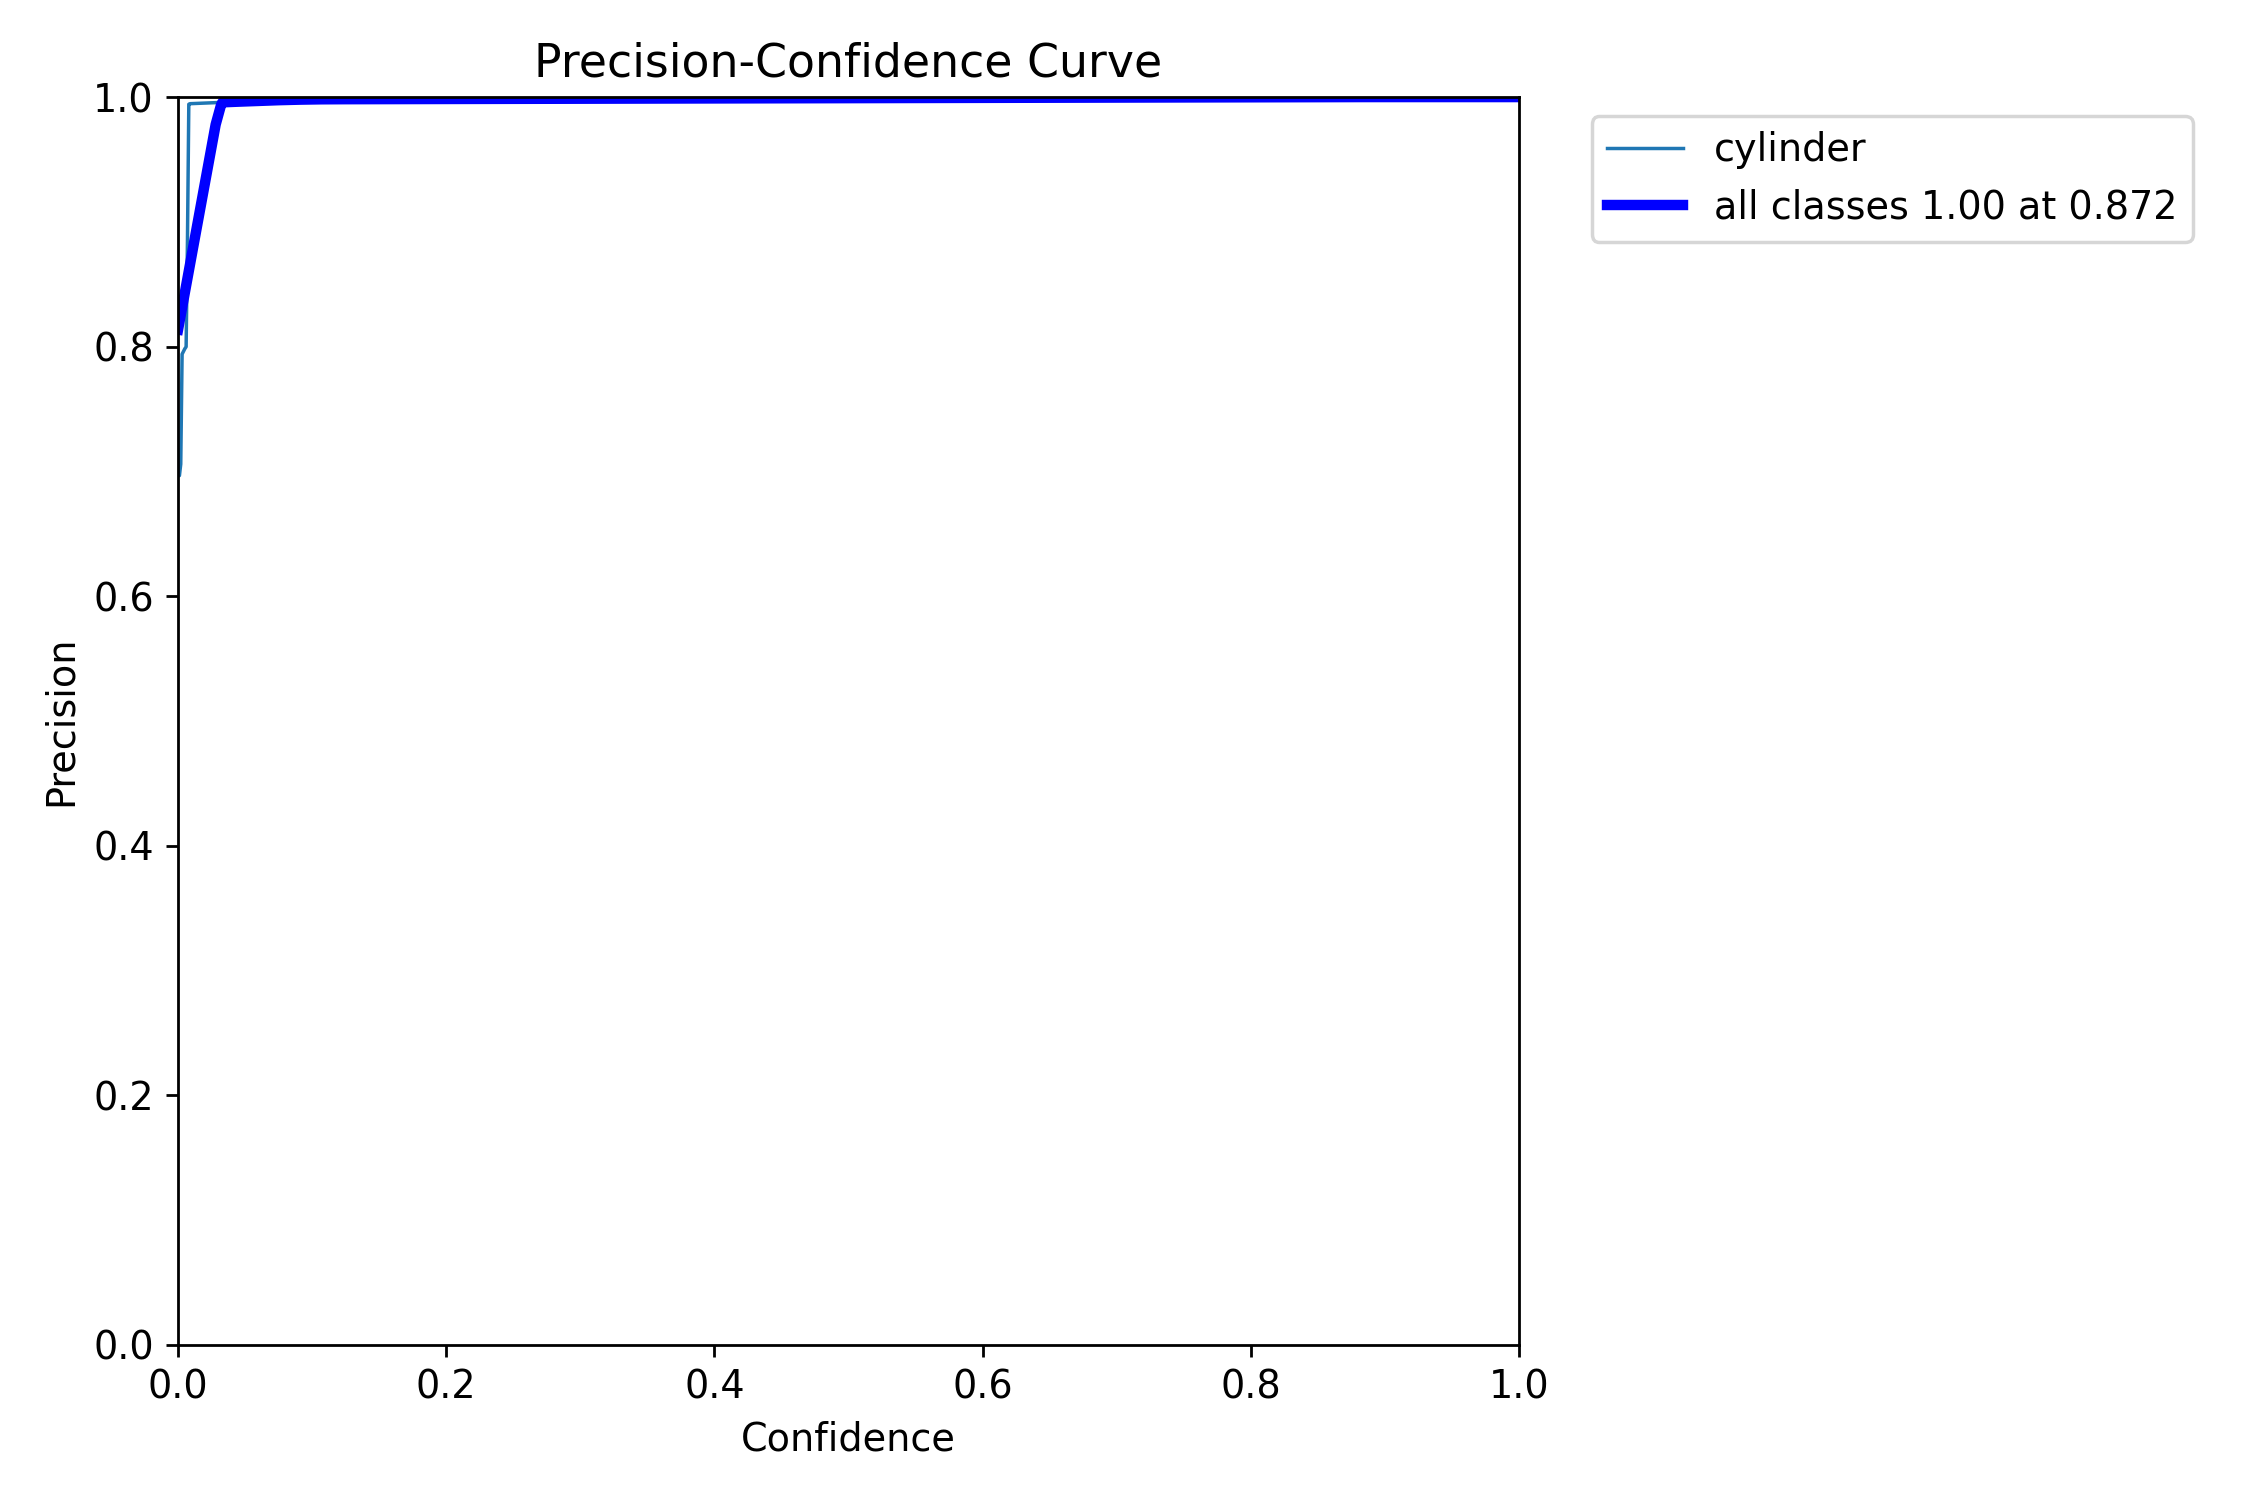 Precision-Confidence Curve
1.0
0.8
0.6
0.4
0.2
0.0
Precision
0.0 0.2 0.4 0.6 0.8 1.0
Confidence
cylinder
all classes 1.00 at 0.872